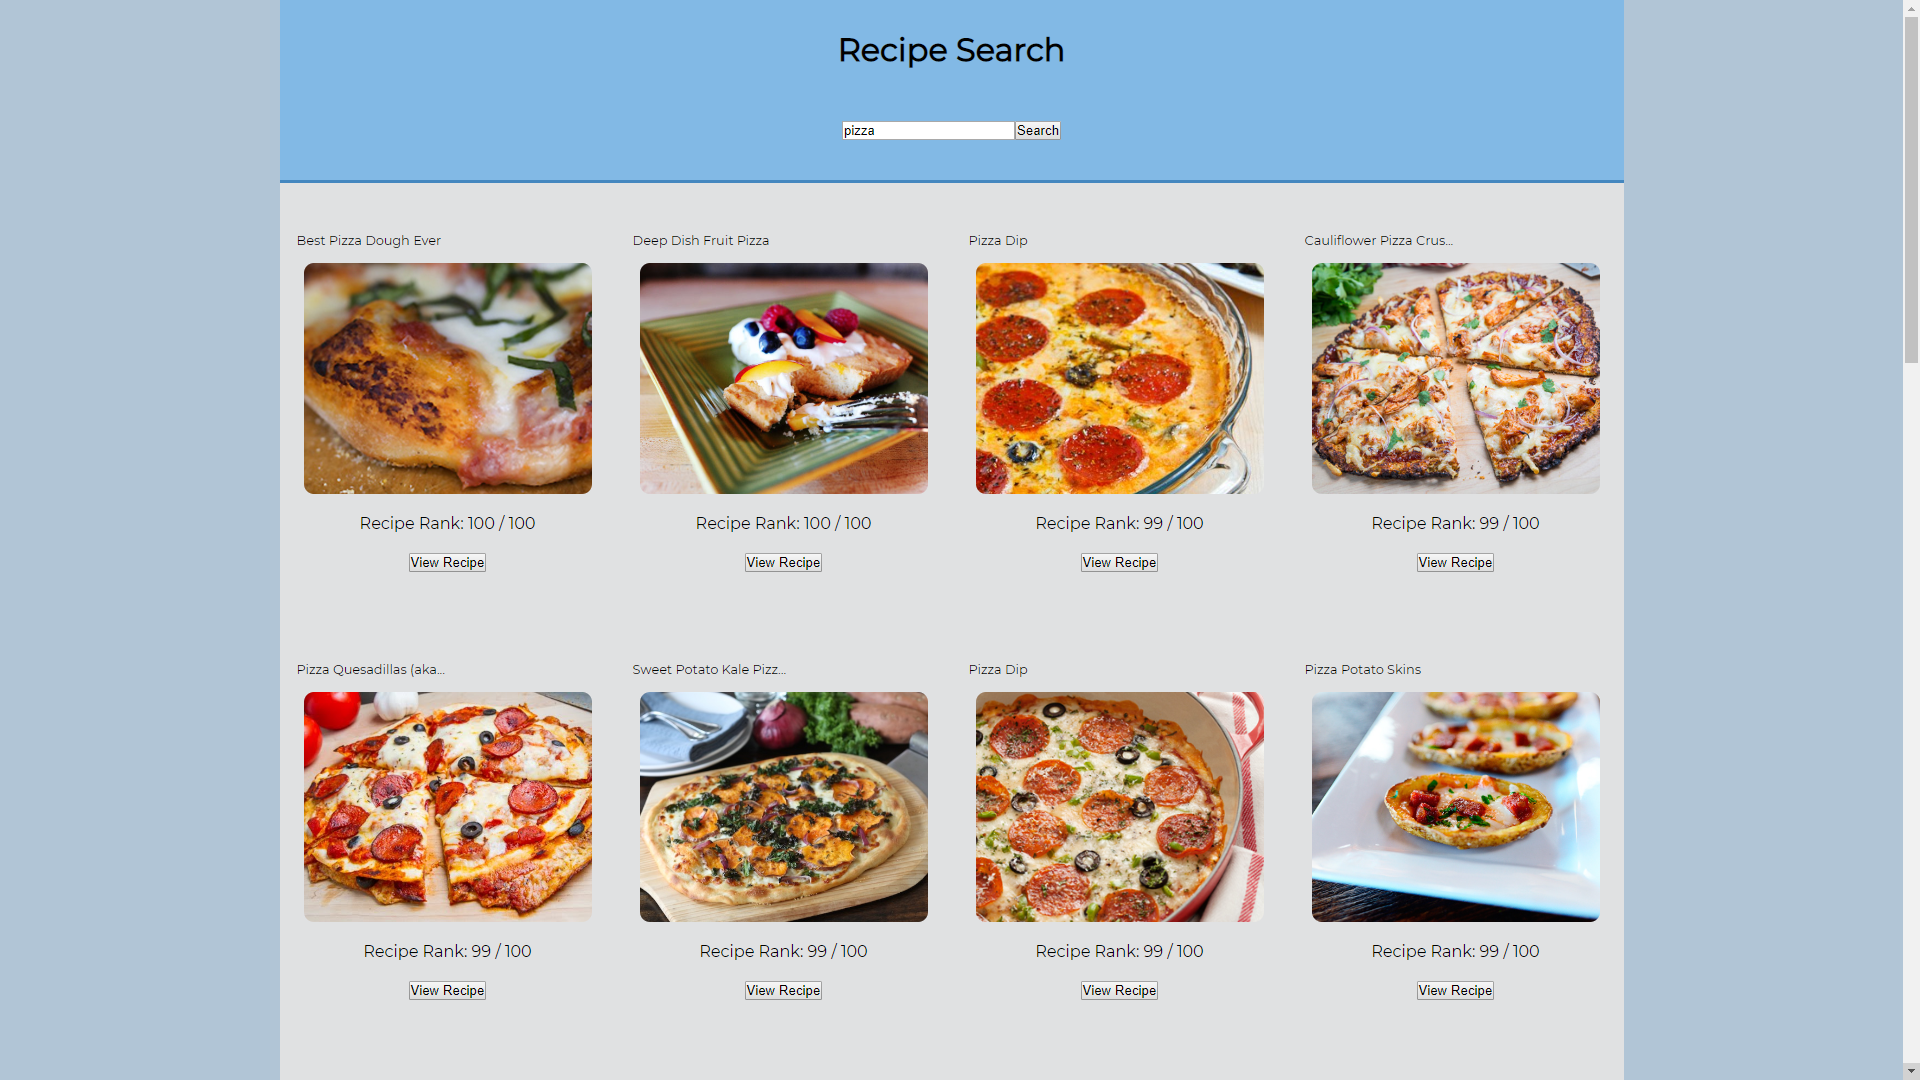 Recipe Search
pizza Search
Best Pizza Dough Ever
Deep Dish Fruit Pizza
Pizza Dip
Cauliflower Pizza Crus...
Recipe Rank: 100 / 100
Recipe Rank: 100 / 100
Recipe Rank: 99 / 100
Recipe Rank: 99 / 100
View Recipe
View Recipe
View Recipe
View Recipe
Pizza Quesadillas (aka...
Sweet Potato Kale Pizz...
Pizza Dip
Pizza Potato Skins
Recipe Rank: 99 / 100
Recipe Rank: 99 / 100
Recipe Rank: 99 / 100
Recipe Rank: 99 / 100
View Recipe
View Recipe
View Recipe
View Recipe